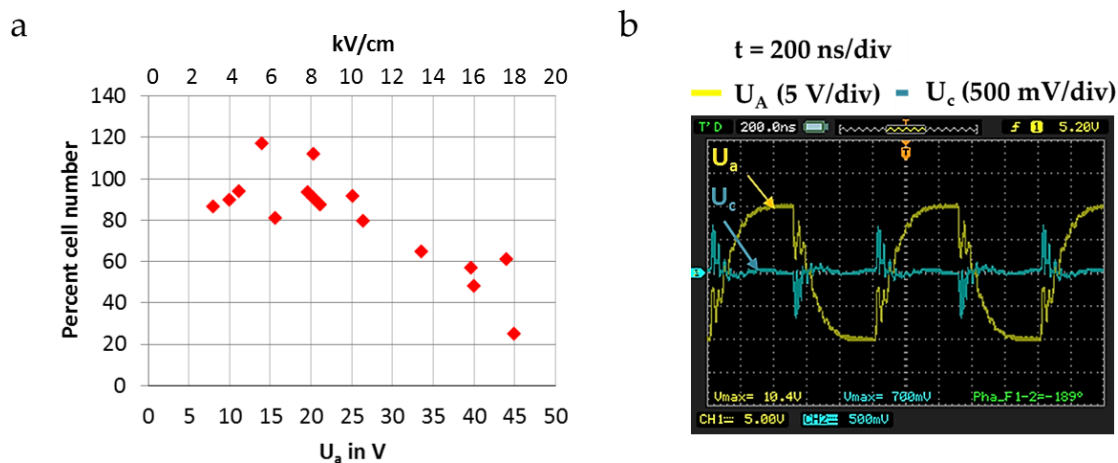 a
kV/cm
0 2 4 6 8 10 12 14 16 18 20
140
120
100
80
60
40
20
0
Percent cell number
0 5 10 15 20 25 30 35 40 45 50
Ua in V
b
t = 200 ns/div
UA (5 V/div) Uc (500 mV/div)
T'D 200.0ns T f 1 5.20V
T
Ua
Uc
1
Vmax= 10.4V Vmax= 700mV Pha_F1-2=-189°
CH1 5.00V CH2 500mV